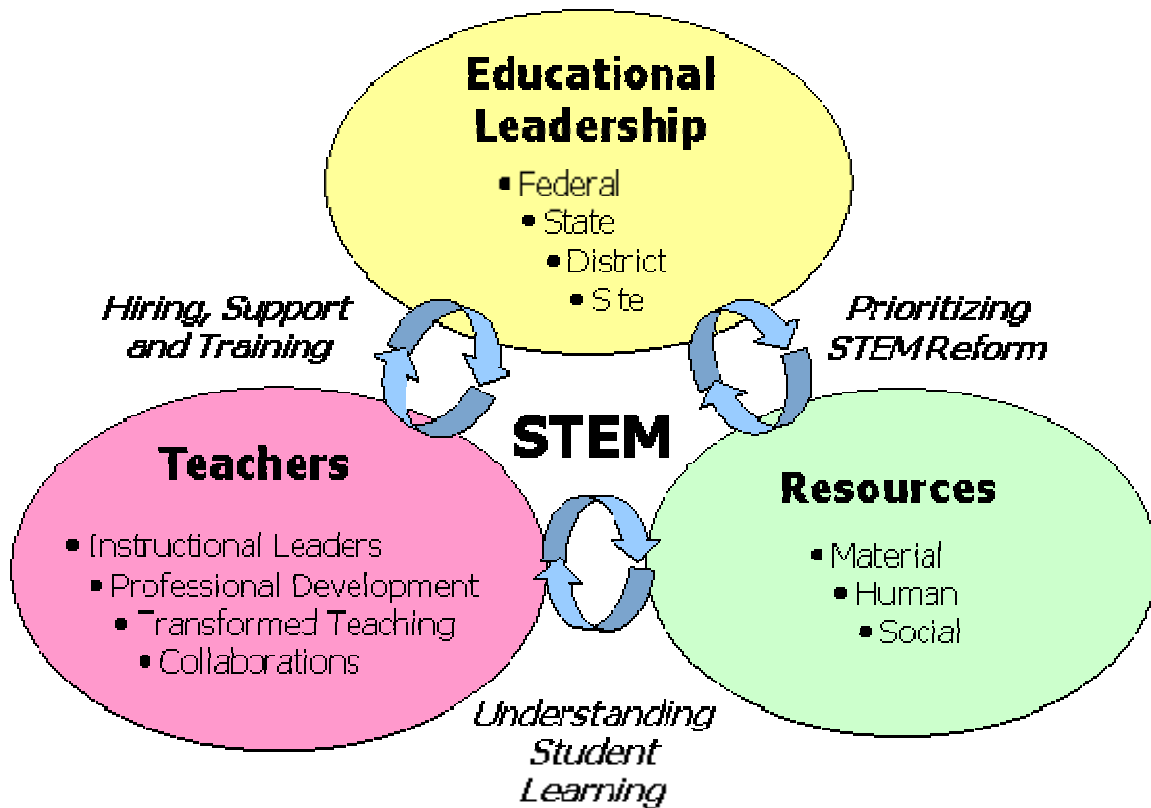 Educational
Leadership
▪ Federal
• State
• District
• Site
Hiring, Support
and Training
Prioritizing
STEM Reform
STEM
Teachers
• Instructional Leaders
• Professional Development
• Transformed Teaching
• Collaborations
Resources
• Material
• Human
• Social
Understanding
Student
Learning